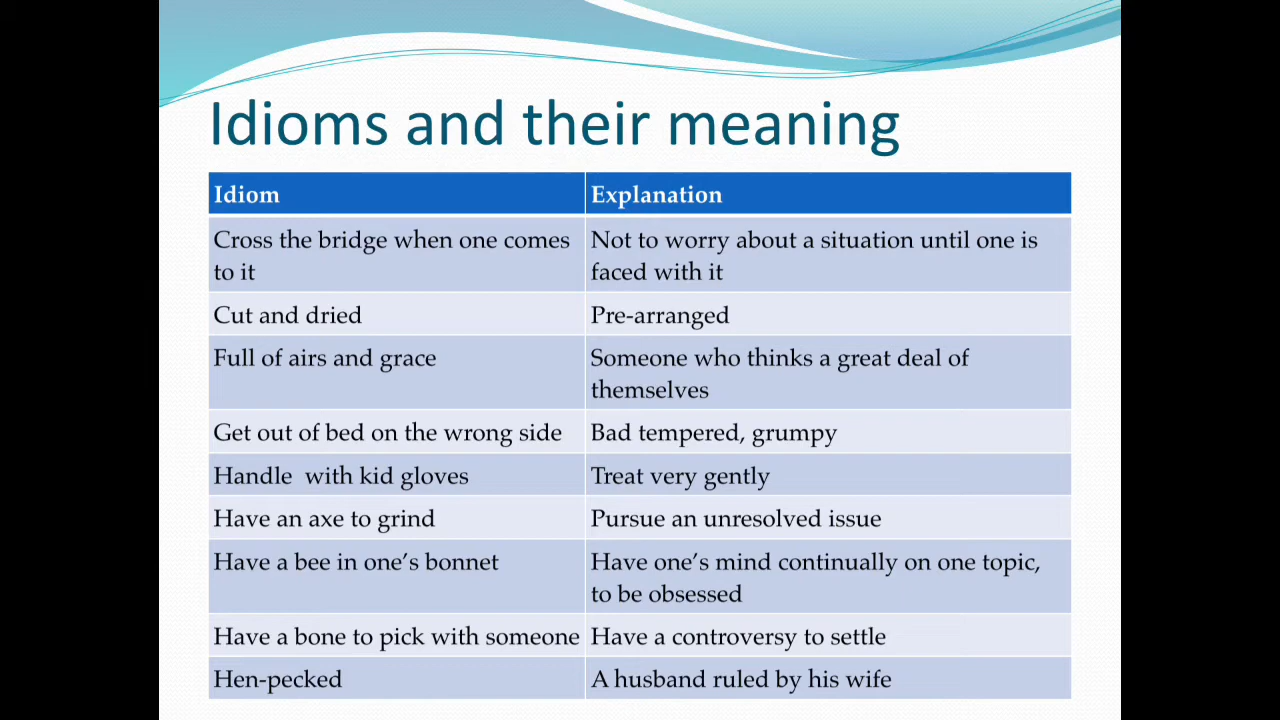 Idioms and their meaning
Idiom
Explanation
Cross the bridge when one comes
to it
Not to worry about a situation until one is
faced with it
Cut and dried
Pre-arranged
Full of airs and grace
Someone who thinks a great deal of
themselves
Get out of bed on the wrong side
Bad tempered, grumpy
Handle  with kid gloves
Treat very gently
Have an axe to grind
Pursue an unresolved issue
Have a bee in one’s bonnet
Have one’s mind continually on one topic,
to be obsessed
Have a bone to pick with someone
Have a controversy to settle
Hen-pecked
A husband ruled by his wife